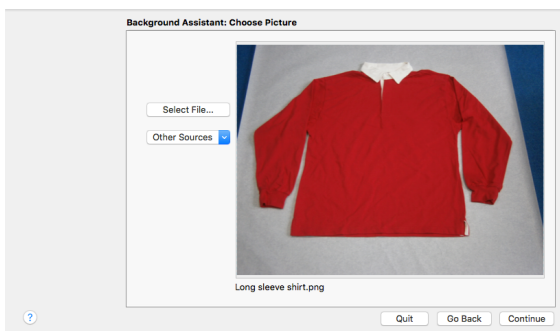 Background Assistant: Choose Picture
Select File...
Other Sources
Long sleeve shirt.png
?
Quit
Go Back
Continue